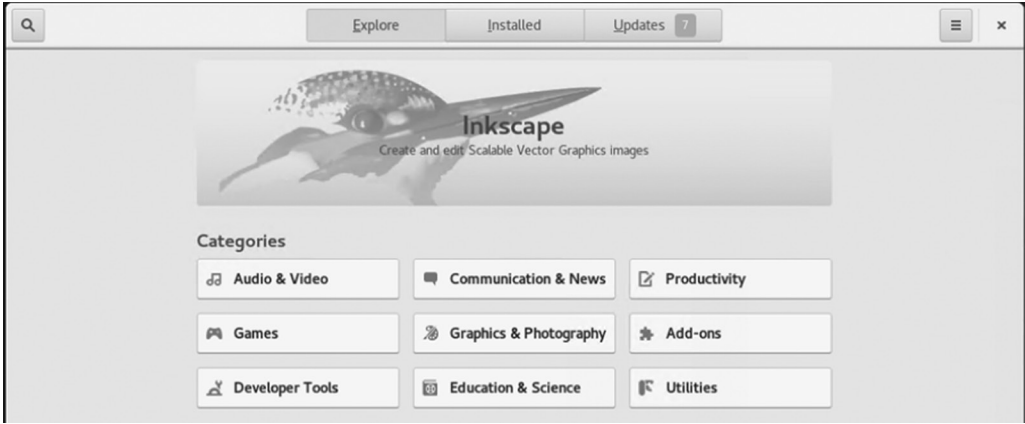 Explore Installed Updates 7
Inkscape
Create and edit Scalable Vector Graphics images
Categories
Audio & Video Communication & News Productivity
Games Graphics & Photography Add-ons
Developer Tools Education & Science Utilities